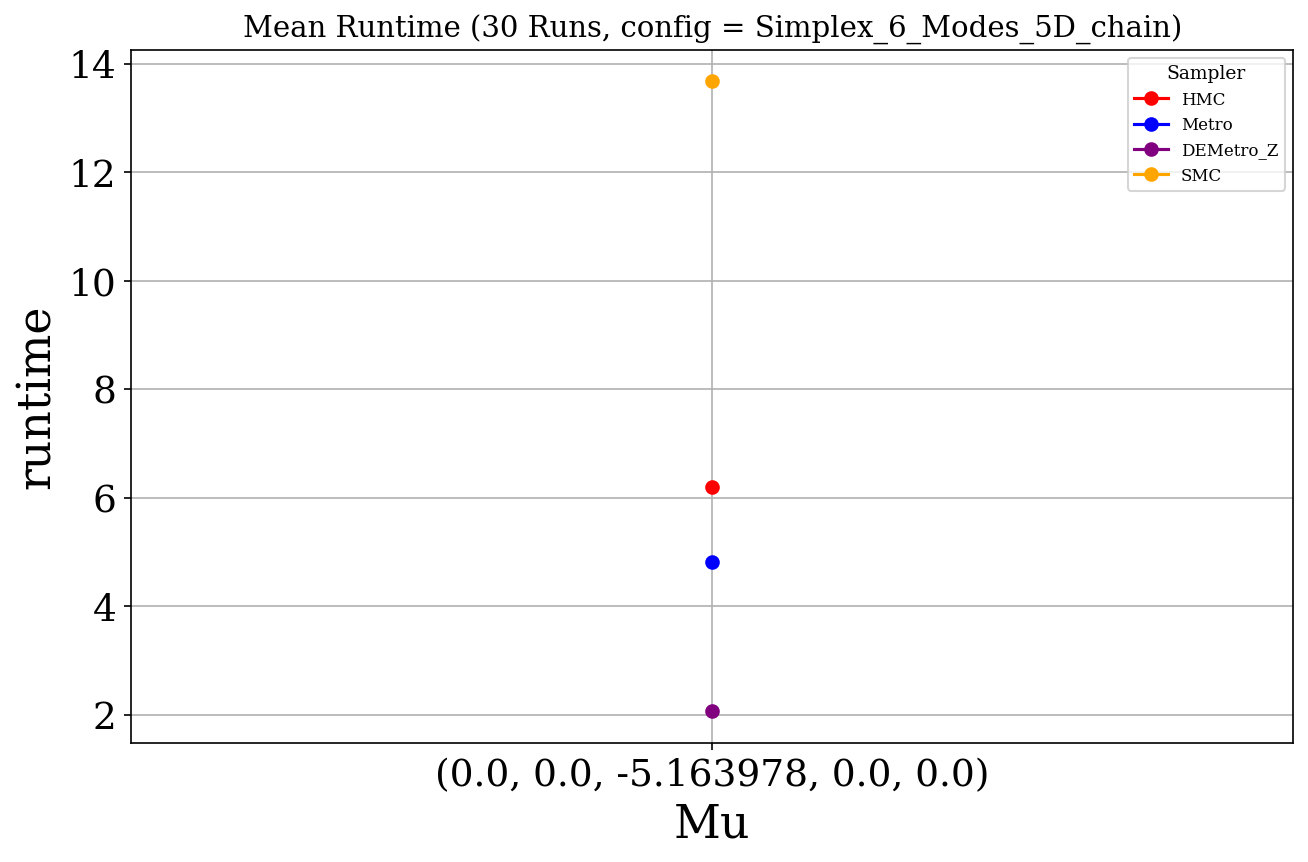 Mean Runtime (30 Runs, config = Simplex_6_Modes_5D_chain)
Sampler
HMC
Metro
DEMetro_Z
SMC
14
12
10
8
6
4
2
runtime
(0.0, 0.0, -5.163978, 0.0, 0.0)
Mu